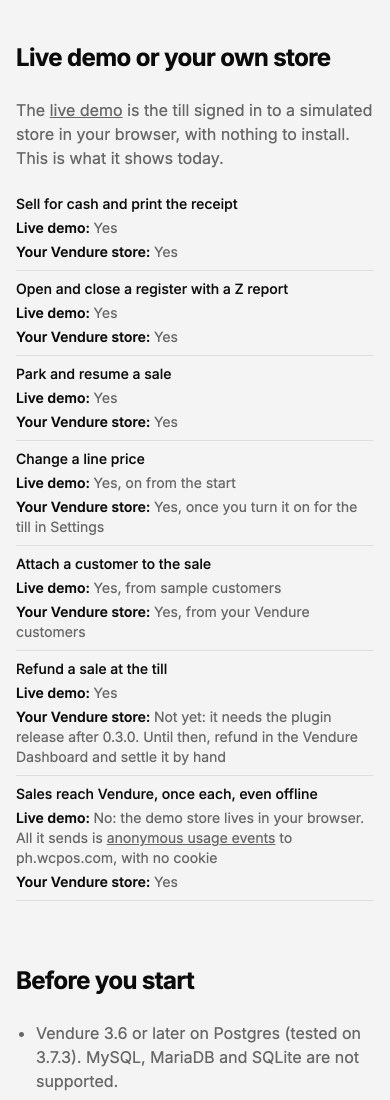 Live demo or your own store
The live demo is the till signed in to a simulated
store in your browser, with nothing to install.
This is what it shows today.
Sell for cash and print the receipt
Live demo: Yes
Your Vendure store: Yes
Open and close a register with a Z report
Live demo: Yes
Your Vendure store: Yes
Park and resume a sale
Live demo: Yes
Your Vendure store: Yes
Change a line price
Live demo: Yes, on from the start
Your Vendure store: Yes, once you turn it on for the
till in Settings
Attach a customer to the sale
Live demo: Yes, from sample customers
Your Vendure store: Yes, from your Vendure
customers
Refund a sale at the till
Live demo: Yes
Your Vendure store: Not yet: it needs the plugin
release after 0.3.0. Until then, refund in the Vendure
Dashboard and settle it by hand
Sales reach Vendure, once each, even offline
Live demo: No: the demo store lives in your browser.
All it sends is anonymous usage events to
ph.wcpos.com, with no cookie
Your Vendure store: Yes
Before you start
• Vendure 3.6 or later on Postgres (tested on
3.7.3). MySQL, MariaDB and SQLite are not
supported.